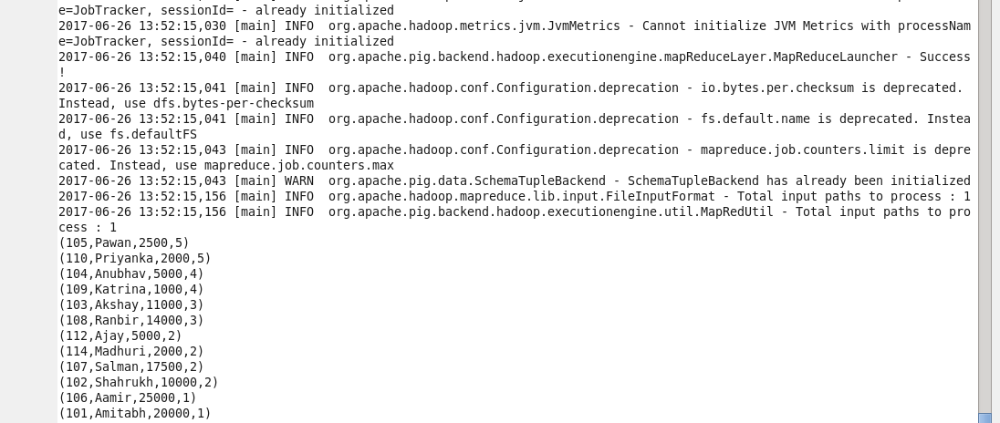 e=JobTracker, sessionId= - already initialized
2017-06-26 13:52:15,030 [main] INFO  org.apache.hadoop.metrics.jvm.JvmMetrics - Cannot initialize JVM Metrics with processNam
e=JobTracker, sessionId= - already initialized
2017-06-26 13:52:15,040 [main] INFO  org.apache.pig.backend.hadoop.executionengine.mapReduceLayer.MapReduceLauncher - Success
!
2017-06-26 13:52:15,041 [main] INFO  org.apache.hadoop.conf.Configuration.deprecation - io.bytes.per.checksum is deprecated.
Instead, use dfs.bytes-per-checksum
2017-06-26 13:52:15,041 [main] INFO  org.apache.hadoop.conf.Configuration.deprecation - fs.default.name is deprecated. Instea
d, use fs.defaultFS
2017-06-26 13:52:15,043 [main] INFO  org.apache.hadoop.conf.Configuration.deprecation - mapreduce.job.counters.limit is depre
cated. Instead, use mapreduce.job.counters.max
2017-06-26 13:52:15,043 [main] WARN  org.apache.pig.data.SchemaTupleBackend - SchemaTupleBackend has already been initialized
2017-06-26 13:52:15,156 [main] INFO  org.apache.hadoop.mapreduce.lib.input.FileInputFormat - Total input paths to process : 1
2017-06-26 13:52:15,156 [main] INFO  org.apache.pig.backend.hadoop.executionengine.util.MapRedUtil - Total input paths to pro
cess : 1
(105,Pawan,2500,5)
(110,Priyanka,2000,5)
(104,Anubhav,5000,4)
(109,Katrina,1000,4)
(103,Akshay,11000,3)
(108,Ranbir,14000,3)
(112,Ajay,5000,2)
(114,Madhuri,2000,2)
(107,Salman,17500,2)
(102,Shahrukh,10000,2)
(106,Aamir,25000,1)
(101,Amitabh,20000,1)